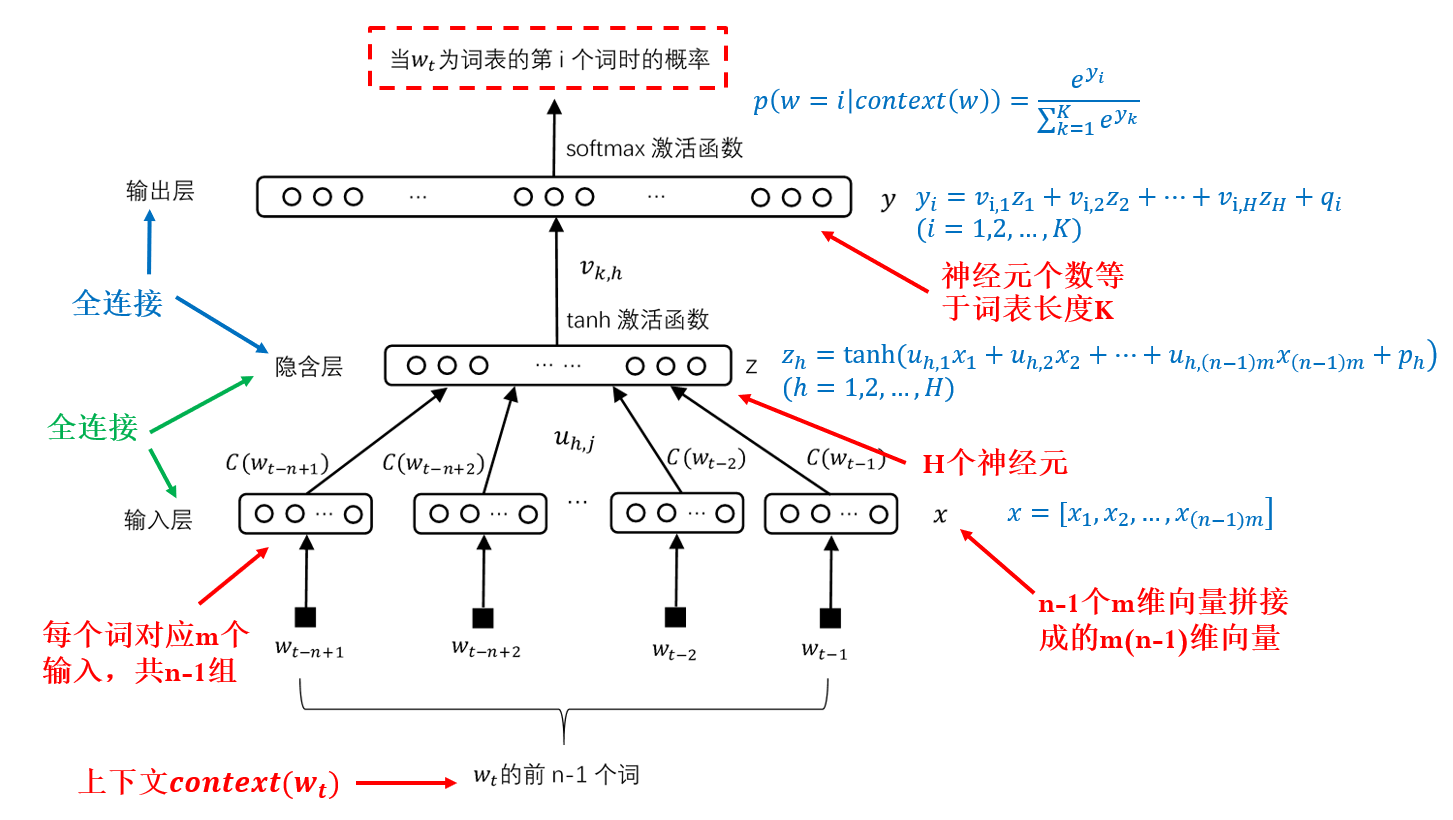 当$w_t$为词表的第 i 个词时的概率
$p(w = i|context(w)) = \frac{e^{y_i}}{\sum_{k=1}^{K} e^{y_k}}$
softmax 激活函数
输出层
... ...
y
$y_i = v_{i,1}z_1 + v_{i,2}z_2 + \cdots + v_{i,H}z_H + q_i$
$(i = 1,2, \ldots, K)$
$v_{k,h}$
神经元个数等
于词表长度K
全连接
tanh 激活函数
隐含层
... ...
z
$z_h = \tanh(u_{h,1}x_1 + u_{h,2}x_2 + \cdots + u_{h,(n-1)m}x_{(n-1)m} + p_h)$
$(h = 1,2, \ldots, H)$
全连接
$u_{h,j}$
$C(w_{t-n+1})$ $C(w_{t-n+2})$ $C(w_{t-2})$ $C(w_{t-1})$
H个神经元
输入层
... ... ... ... ...
x
$x = [x_1, x_2, \ldots, x_{(n-1)m}]$
每个词对应m个
输入，共n-1组
n-1个m维向量拼接
成的m(n-1)维向量
$w_{t-n+1}$ $w_{t-n+2}$ $w_{t-2}$ $w_{t-1}$
上下文$context(w_t)$
$w_t$的前 n-1 个词